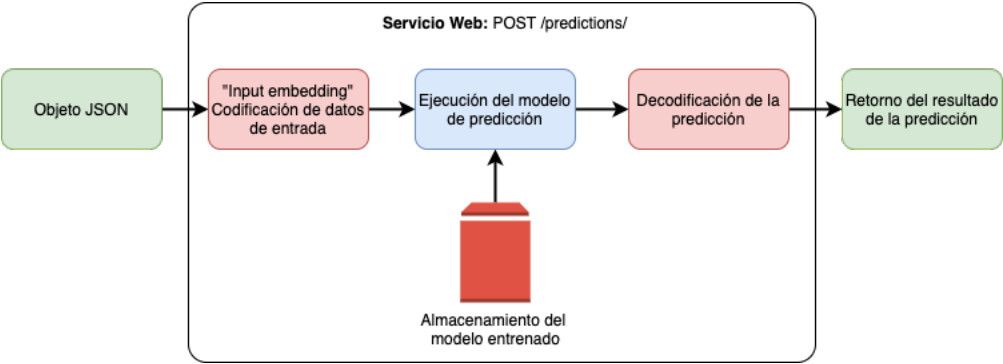 Servicio Web: POST /predictions/
Objeto JSON
"Input embedding"
Codificación de datos
de entrada
Ejecución del modelo
de predicción
Decodificación de la
predicción
Retorno del resultado
de la predicción
Almacenamiento del
modelo entrenado